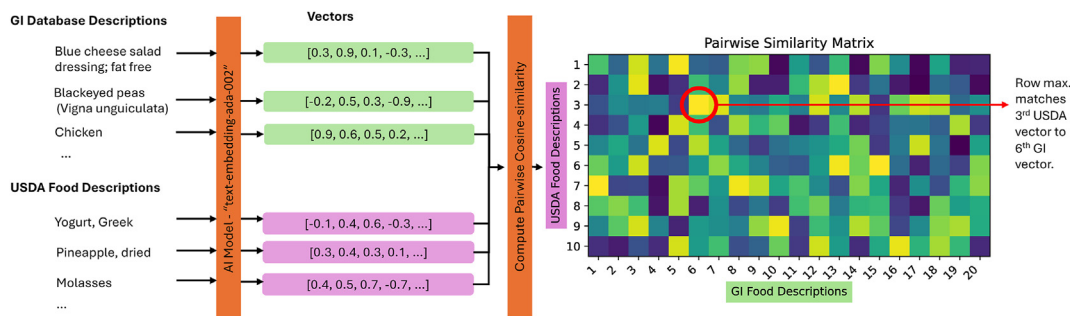 GI Database Descriptions
Blue cheese salad
dressing; fat free
Blackeyed peas
(Vigna unguiculata)
Chicken
...
USDA Food Descriptions
Yogurt, Greek
Pineapple, dried
Molasses
...
AI Model - "text-embedding-ada-002"
Vectors
[0.3, 0.9, 0.1, -0.3, ...]
[-0.2, 0.5, 0.3, -0.9, ...]
[0.9, 0.6, 0.5, 0.2, ...]
[-0.1, 0.4, 0.6, -0.3, ...]
[0.3, 0.4, 0.3, 0.1, ...]
[0.4, 0.5, 0.7, -0.7, ...]
Compute Pairwise Cosine-similarity
Pairwise Similarity Matrix
USDA Food Descriptions
1
2
3
4
5
6
7
8
9
10
1 2 3 4 5 6 7 8 9 10 11 12 13 14 15 16 17 18 19 20
GI Food Descriptions
Row max.
matches
3rd USDA
vector to
6th GI
vector.